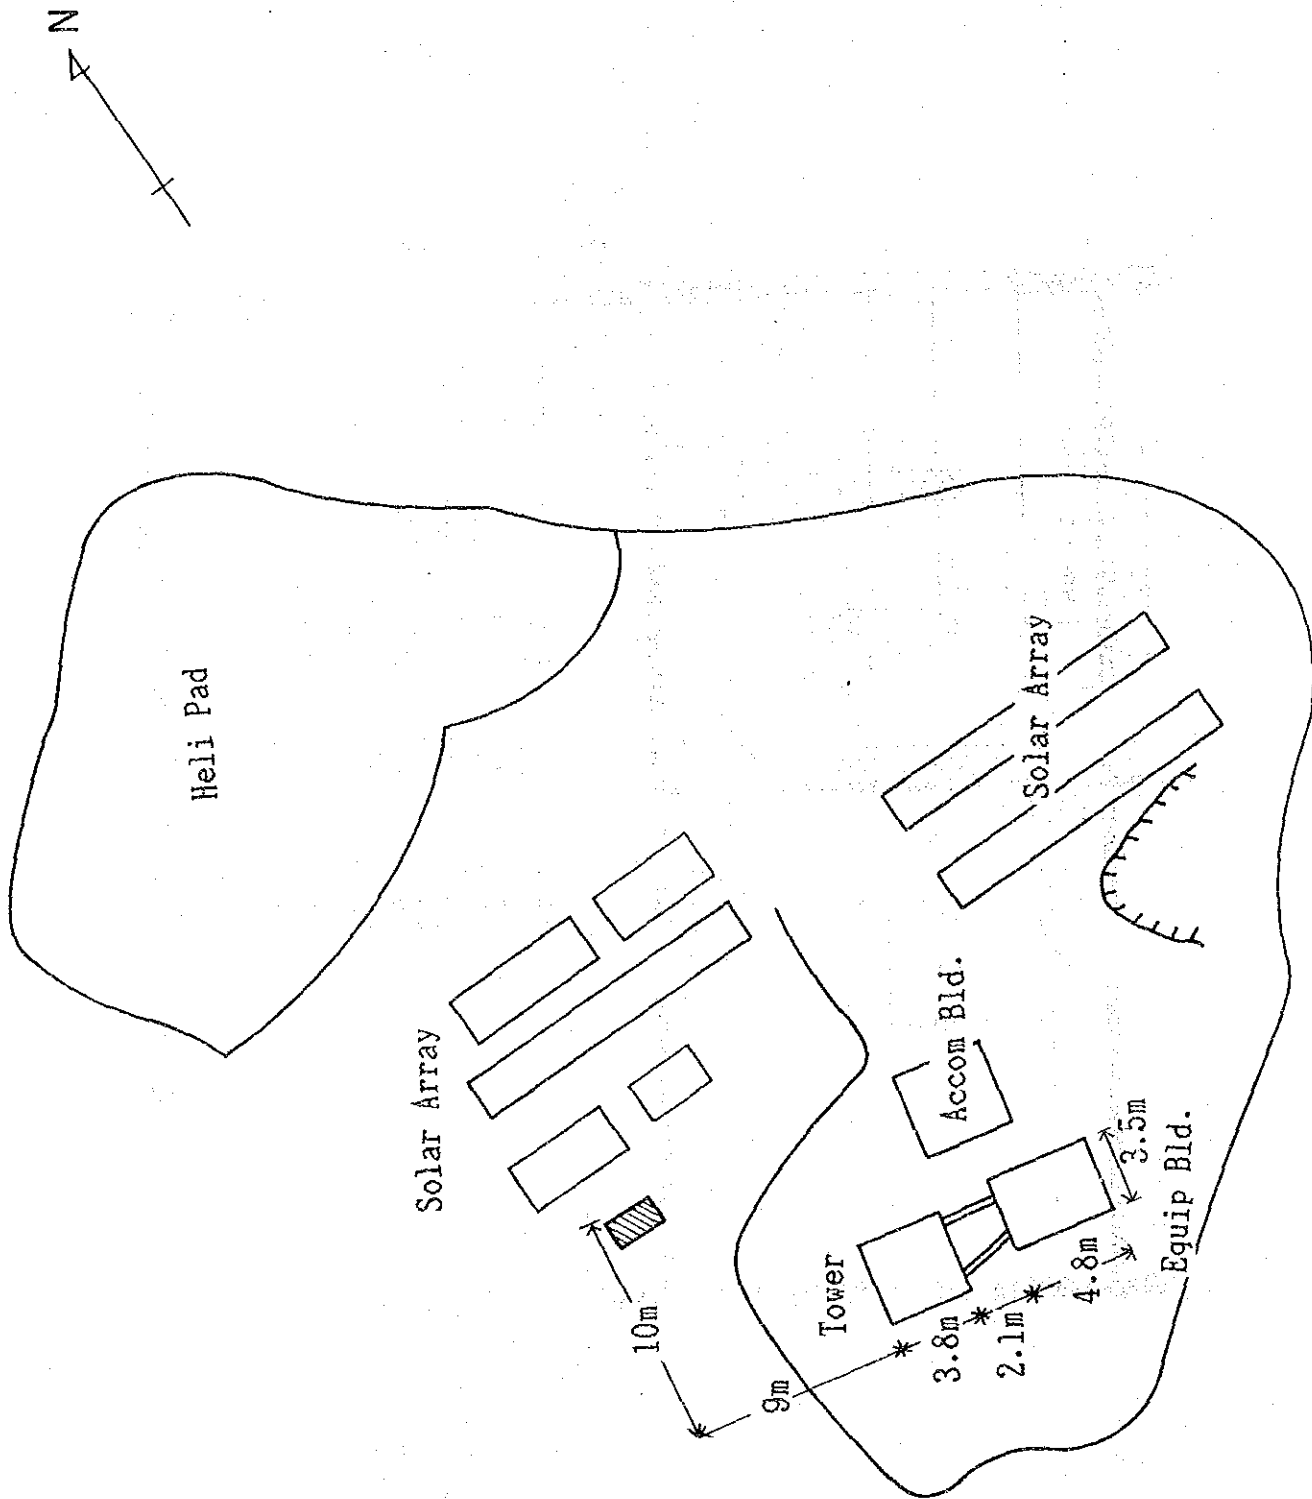 N
Heli Pad
Solar Array
Solar Array
Accom Bld.
Tower
Equip Bld.
10m
9m
3.8m
2.1m
4.8m
3.5m